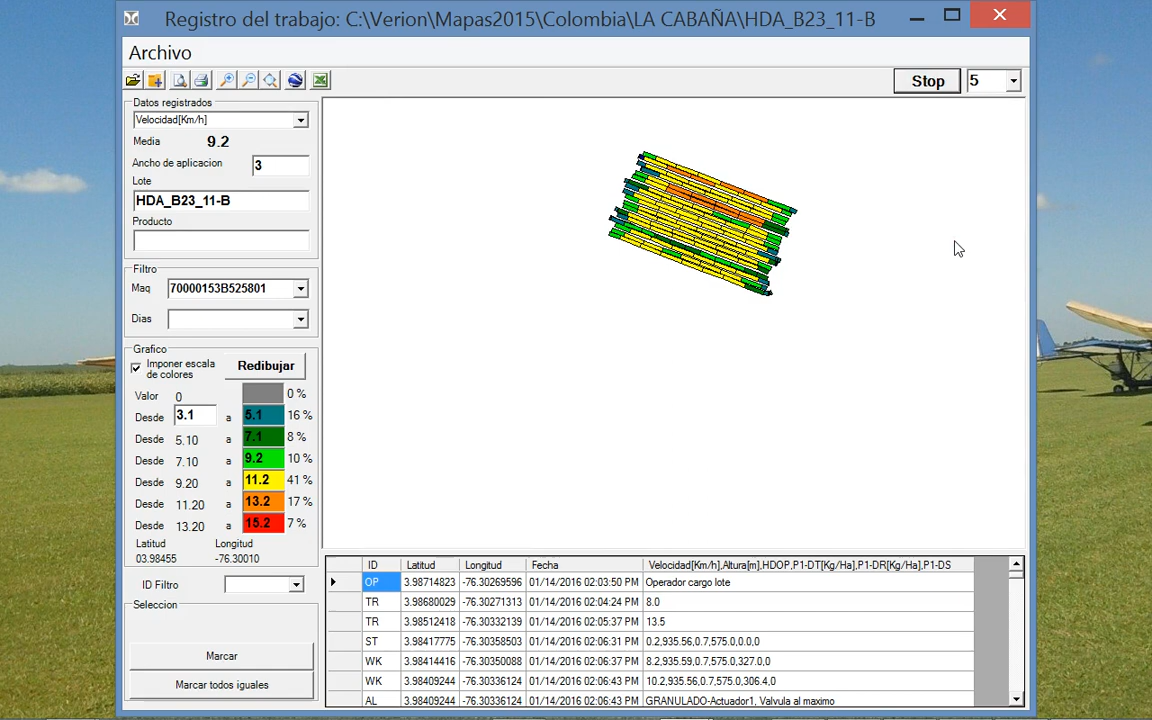 Registro del trabajo: C:\Verion\Mapas2015\Colombia\LA CABAÑA\HDA_B23_11-B
Archivo
Stop 5
Datos registrados
Velocidad[Km/h]
Media 9.2
Ancho de aplicacion 3
Lote
HDA_B23_11-B
Producto
Filtro
Maq 70000153B525801
Dias
Grafico
Imponer escala de colores
Redibujar
Valor 0 0 %
Desde 3.1 a 5.1 16 %
Desde 5.10 a 7.1 8 %
Desde 7.10 a 9.2 10 %
Desde 9.20 a 11.2 41 %
Desde 11.20 a 13.2 17 %
Desde 13.20 a 15.2 7 %
Latitud Longitud
03.98455 -76.30010
ID Filtro
Seleccion
Marcar
Marcar todos iguales
ID Latitud Longitud Fecha Velocidad[Km/h],Altura[m],HDOP,P1-DT[Kg/Ha],P1-DR[Kg/Ha],P1-DS
OP 3.98714823 -76.30269596 01/14/2016 02:03:50 PM Operador cargo lote
TR 3.98680029 -76.30271313 01/14/2016 02:04:24 PM 8.0
TR 3.98512418 -76.30332139 01/14/2016 02:05:37 PM 13.5
ST 3.98417775 -76.30358503 01/14/2016 02:06:31 PM 0.2,935.56,0.7,575.0,0.0,0
WK 3.98414416 -76.30350088 01/14/2016 02:06:37 PM 8.2,935.59,0.7,575.0,327.0,0
WK 3.98409244 -76.30336124 01/14/2016 02:06:43 PM 10.2,935.56,0.7,575.0,306.4,0
AL 3.98409244 -76.30336124 01/14/2016 02:06:43 PM GRANULADO-Actuador1, Valvula al maximo